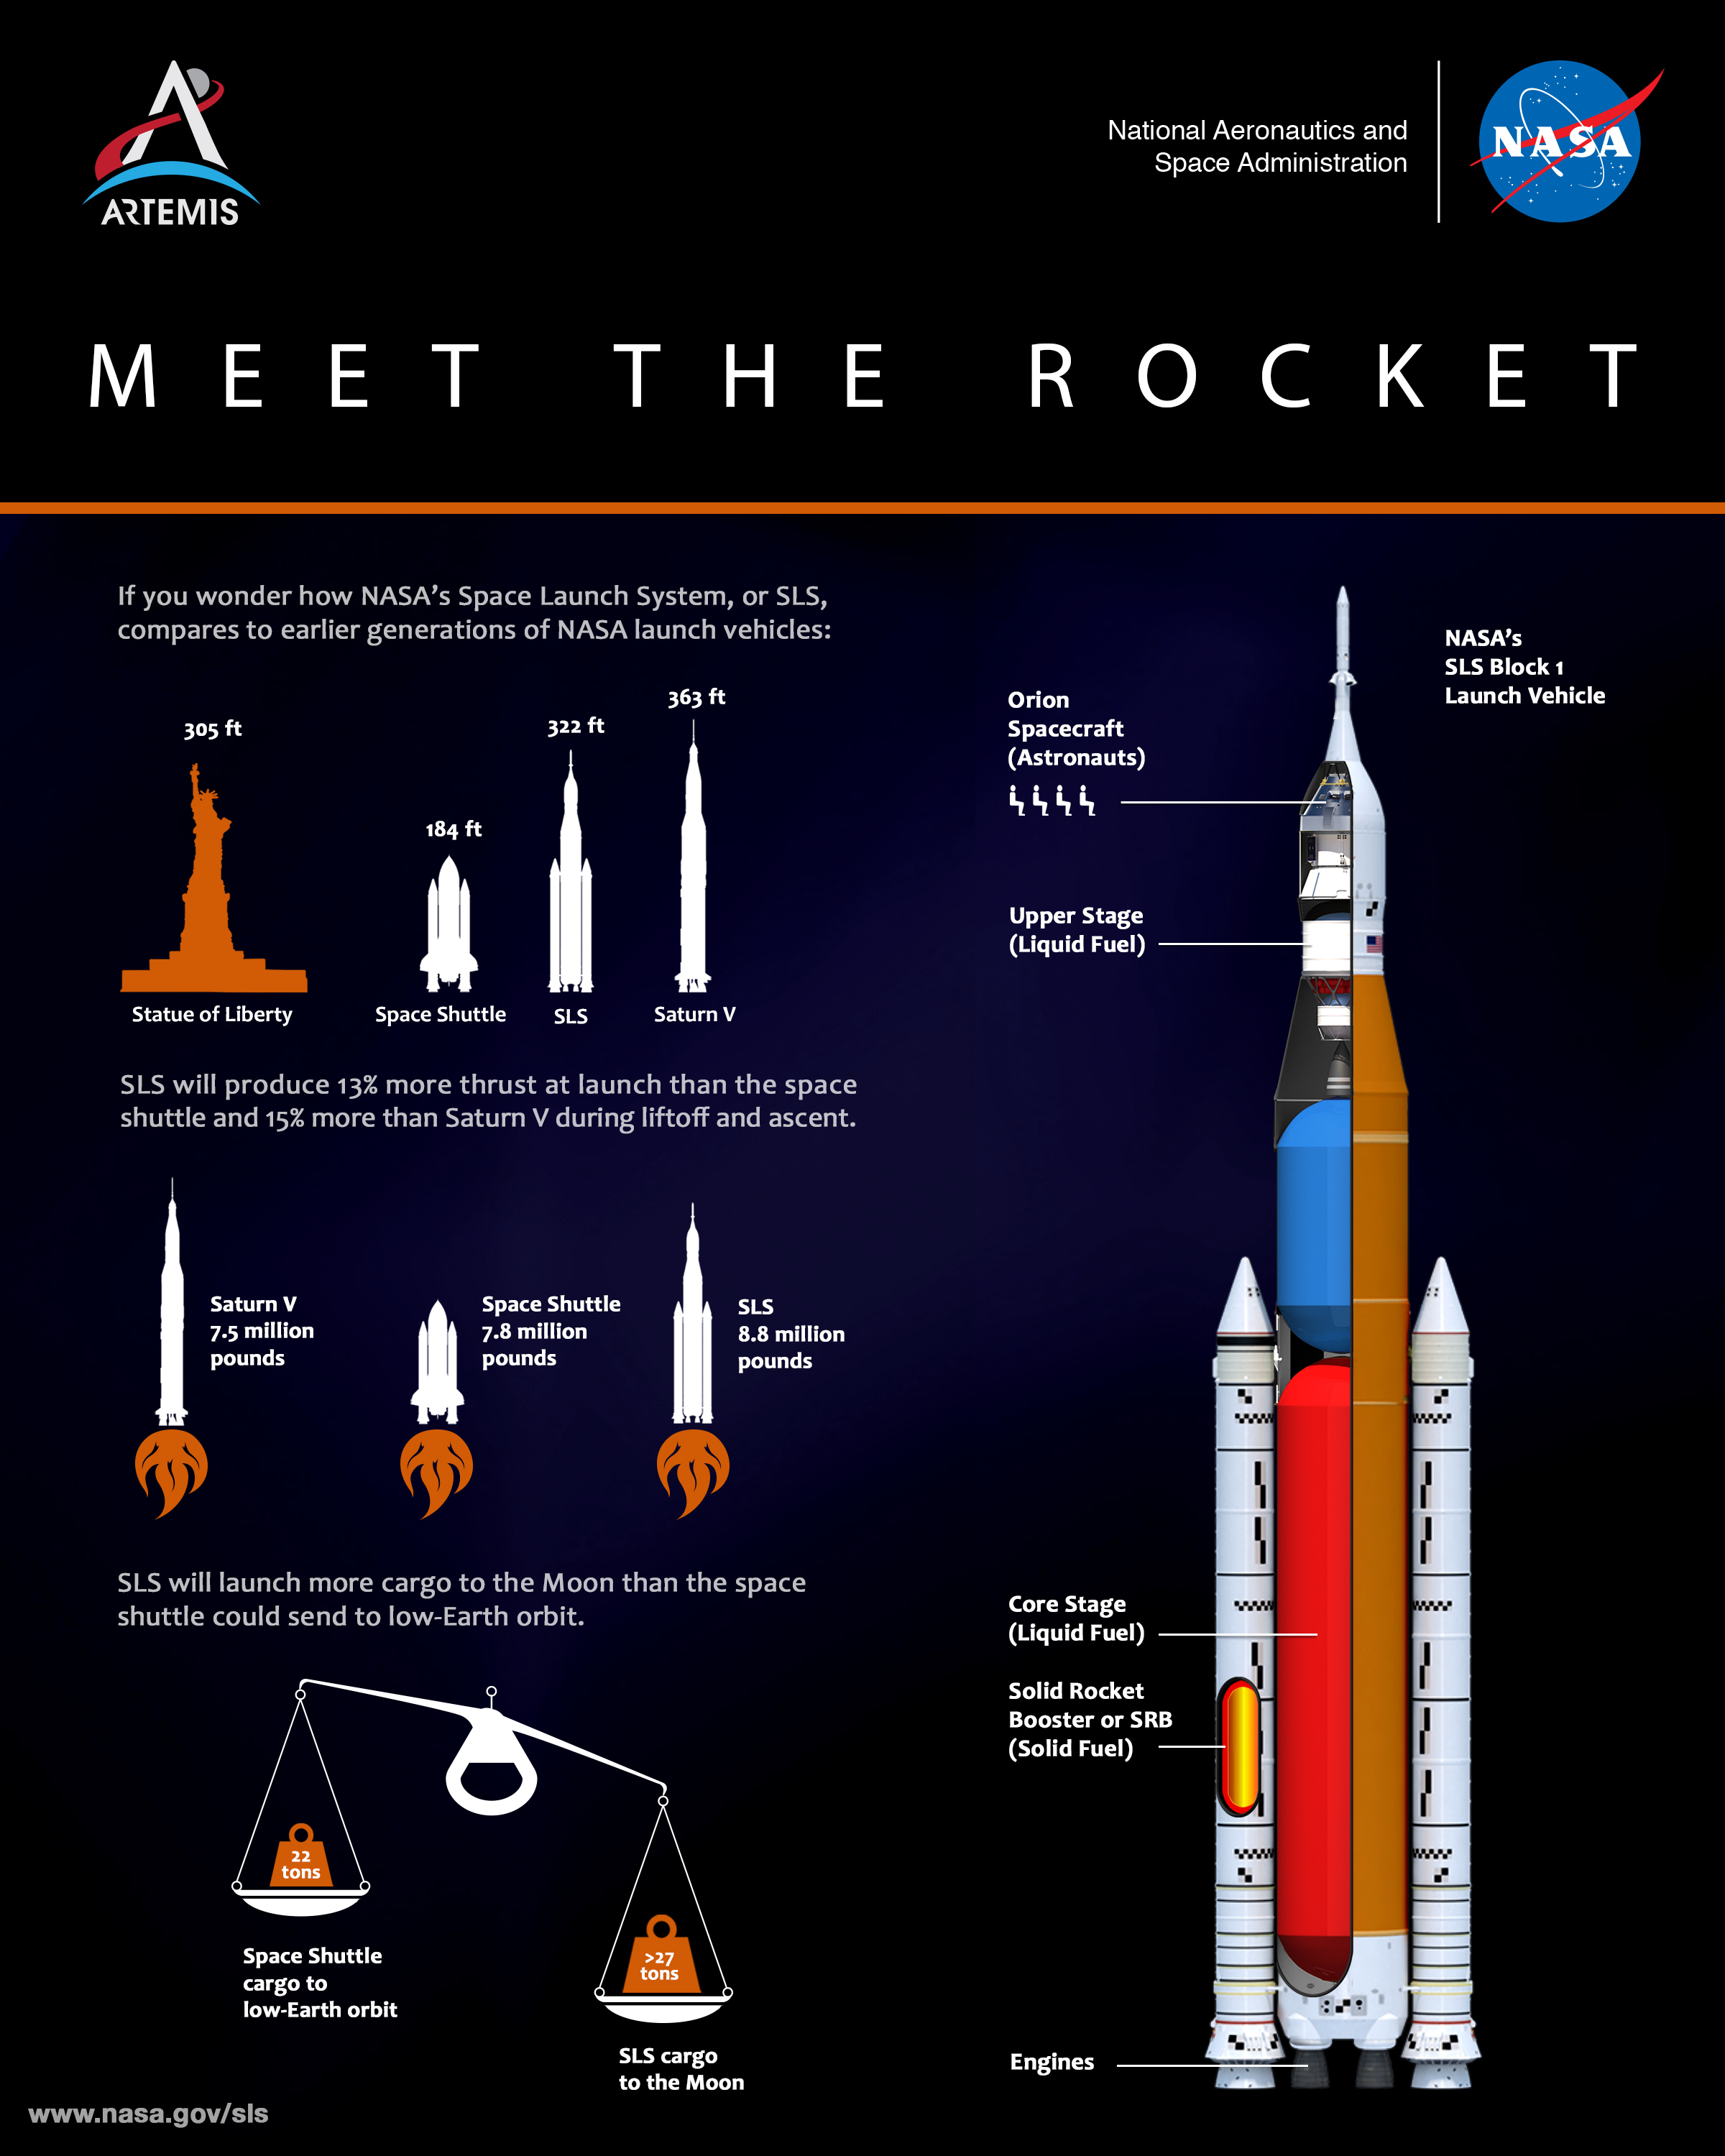 ARTEMIS
National Aeronautics and
Space Administration
NASA
MEET THE ROCKET
If you wonder how NASA’s Space Launch System, or SLS,
compares to earlier generations of NASA launch vehicles:
305 ft
184 ft
322 ft
363 ft
Statue of Liberty
Space Shuttle
SLS
Saturn V
SLS will produce 13% more thrust at launch than the space
shuttle and 15% more than Saturn V during liftoff and ascent.
Saturn V
7.5 million
pounds
Space Shuttle
7.8 million
pounds
SLS
8.8 million
pounds
SLS will launch more cargo to the Moon than the space
shuttle could send to low-Earth orbit.
22
tons
>27
tons
Space Shuttle
cargo to
low-Earth orbit
SLS cargo
to the Moon
NASA’s
SLS Block 1
Launch Vehicle
Orion
Spacecraft
(Astronauts)
Upper Stage
(Liquid Fuel)
Core Stage
(Liquid Fuel)
Solid Rocket
Booster or SRB
(Solid Fuel)
Engines
www.nasa.gov/sls